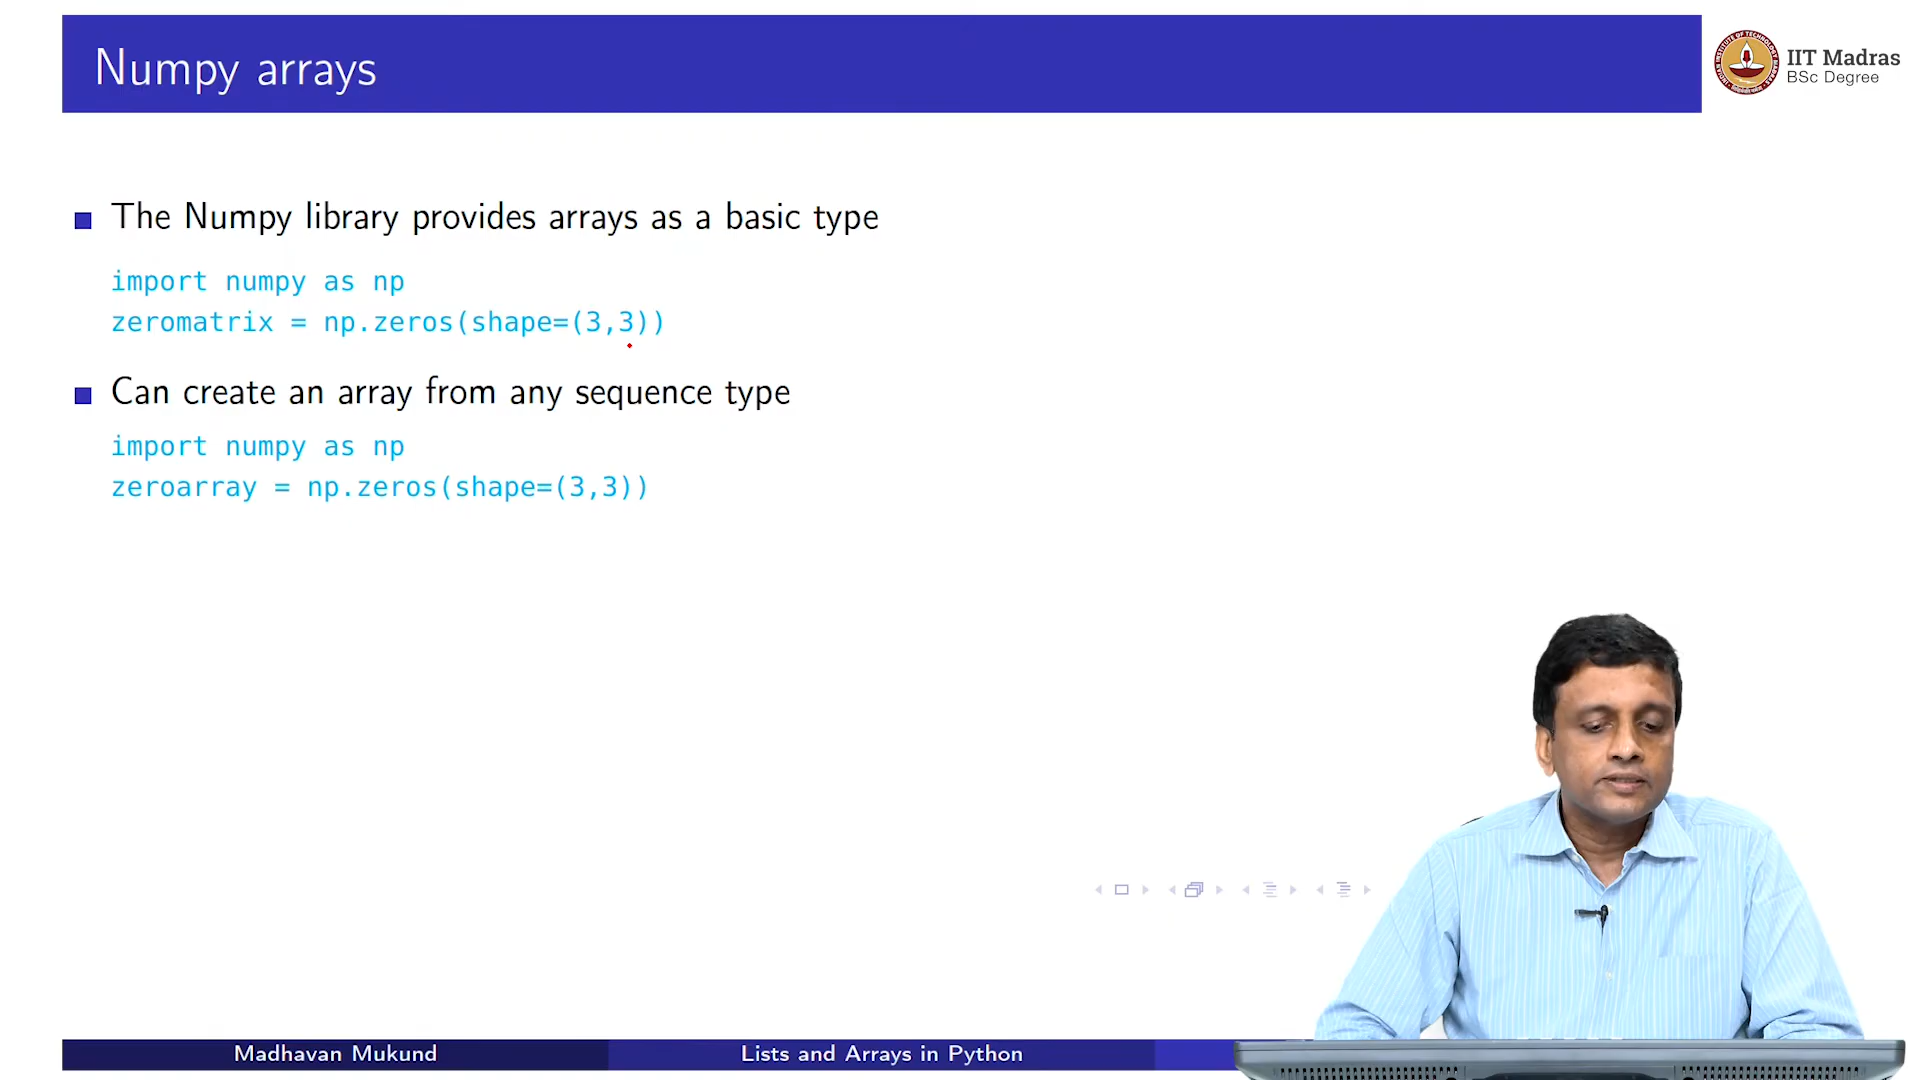 Numpy arrays
IIT Madras
BSc Degree
The Numpy library provides arrays as a basic type
import numpy as np
zeromatrix = np.zeros(shape=(3,3))
Can create an array from any sequence type
import numpy as np
zeroarray = np.zeros(shape=(3,3))
Madhavan Mukund
Lists and Arrays in Python